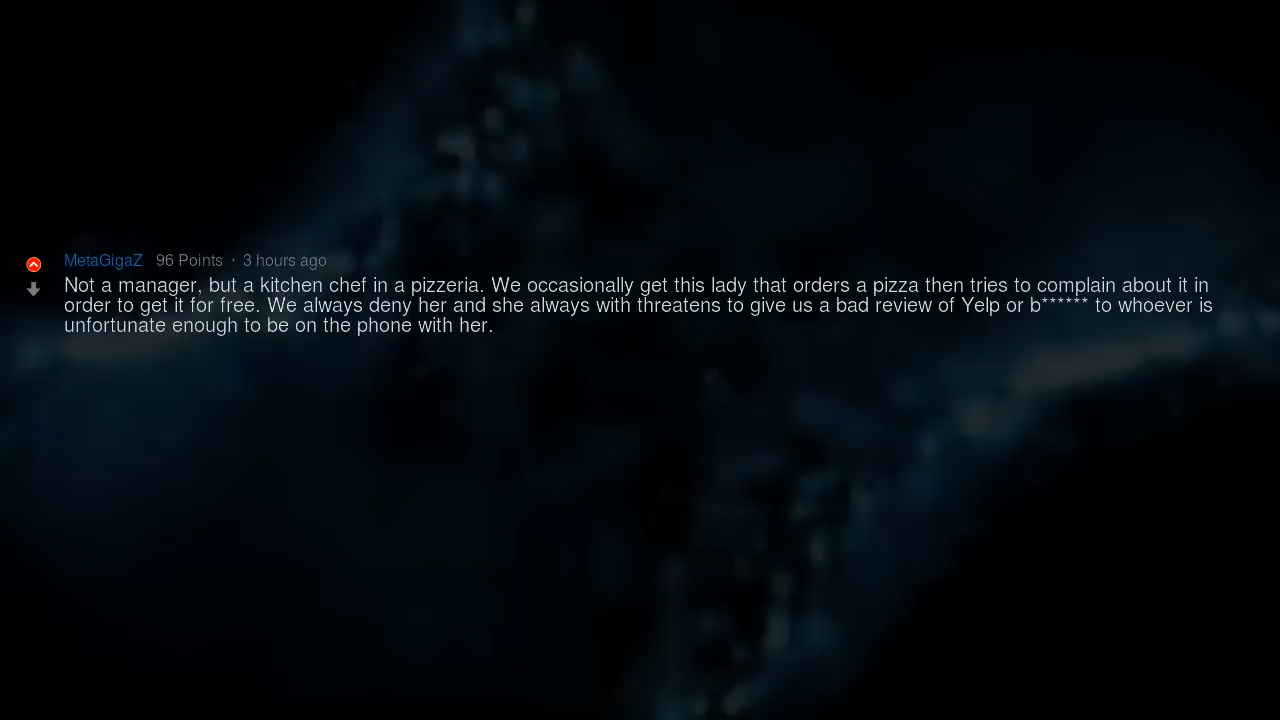 MetaGigaZ 96 Points · 3 hours ago
Not a manager, but a kitchen chef in a pizzeria. We occasionally get this lady that orders a pizza then tries to complain about it in
order to get it for free. We always deny her and she always with threatens to give us a bad review of Yelp or b****** to whoever is
unfortunate enough to be on the phone with her.